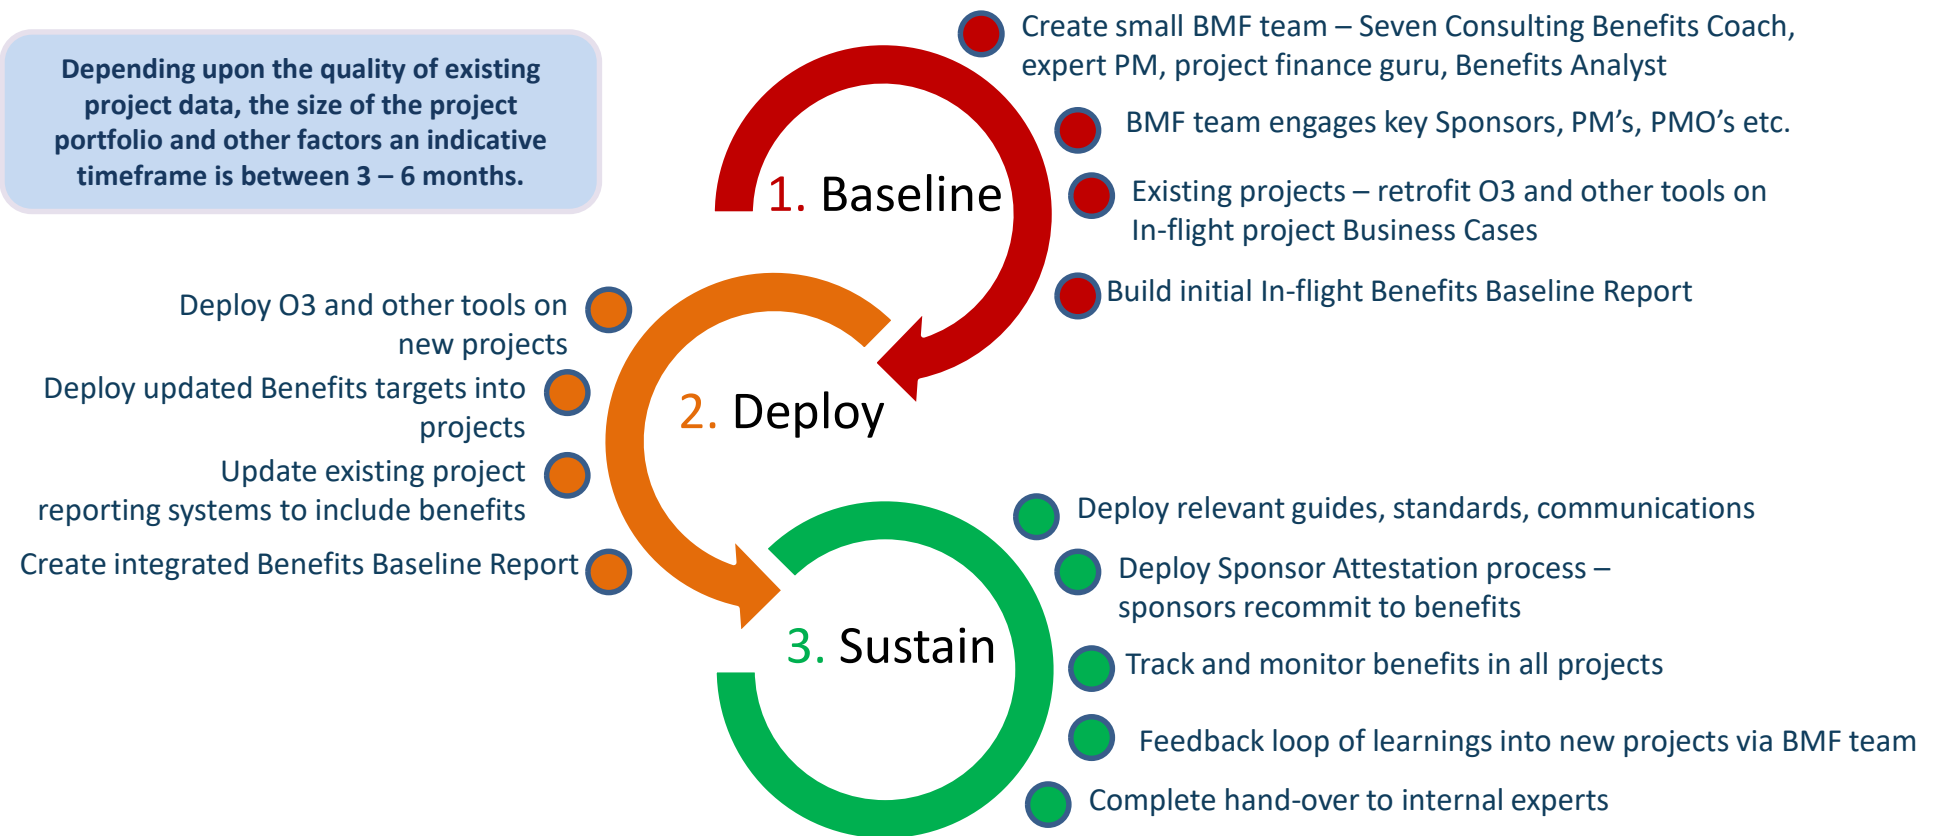 Depending upon the quality of existing
project data, the size of the project
portfolio and other factors an indicative
timeframe is between 3 – 6 months.
1. Baseline
Create small BMF team – Seven Consulting Benefits Coach,
expert PM, project finance guru, Benefits Analyst
BMF team engages key Sponsors, PM's, PMO's etc.
Existing projects – retrofit O3 and other tools on
In-flight project Business Cases
Build initial In-flight Benefits Baseline Report
2. Deploy
Deploy O3 and other tools on
new projects
Deploy updated Benefits targets into
projects
Update existing project
reporting systems to include benefits
Create integrated Benefits Baseline Report
3. Sustain
Deploy relevant guides, standards, communications
Deploy Sponsor Attestation process –
sponsors recommit to benefits
Track and monitor benefits in all projects
Feedback loop of learnings into new projects via BMF team
Complete hand-over to internal experts